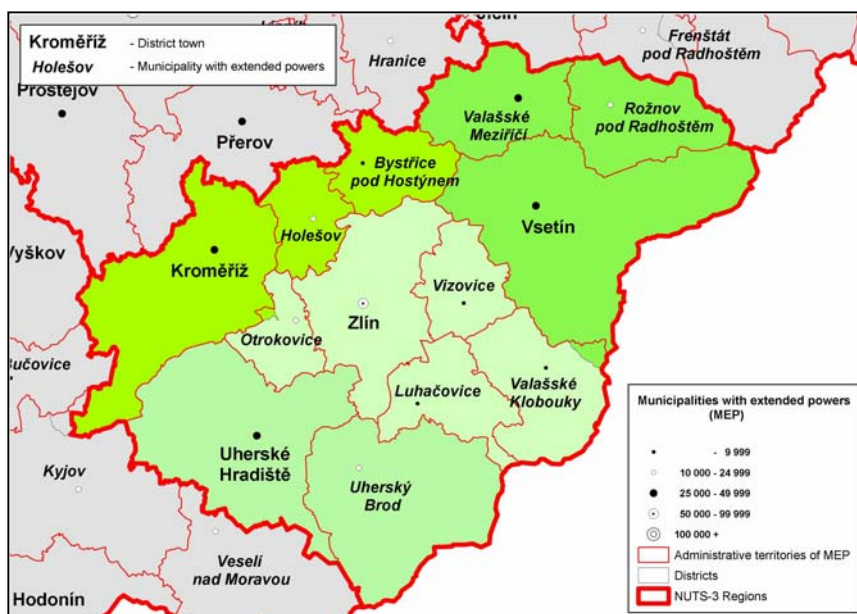 Jičín
Kroměříž - District town
Holešov - Municipality with extended powers
Hranice
Frenštát
pod Radhoštěm
Prostějov
Přerov
Valašské
Meziříčí
Rožnov
pod Radhoštěm
Bystřice
pod Hostýnem
Holešov
Vsetín
Vyškov
Kroměříž
Vizovice
Zlín
Otrokovice
Bučovice
Luhačovice
Valašské
Klobouky
Uherské
Hradiště
Uherský
Brod
Kyjov
Veselí
nad Moravou
Hodonín
Municipalities with extended powers
(MEP)
- 9 999
10 000 - 24 999
25 000 - 49 999
50 000 - 99 999
100 000 +
Administrative territories of MEP
Districts
NUTS-3 Regions